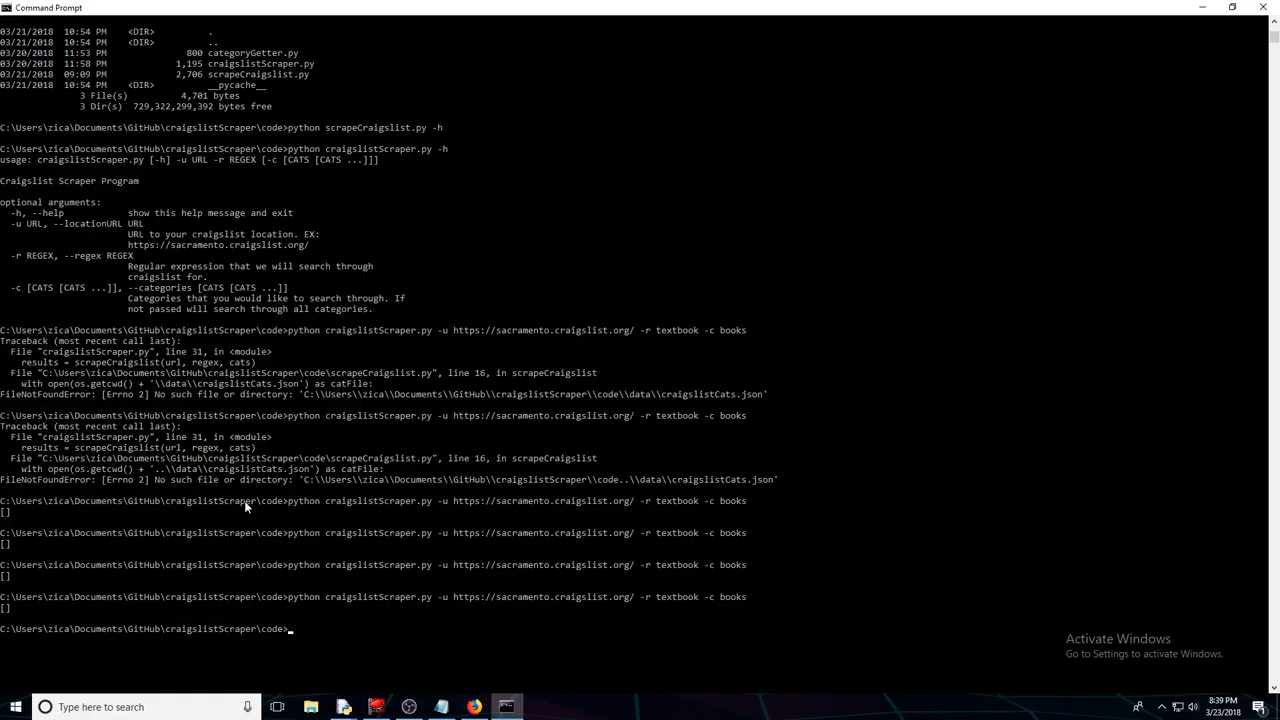 Command Prompt
03/21/2018  10:54 PM    <DIR>          .
03/21/2018  10:54 PM    <DIR>          ..
03/20/2018  11:53 PM               800 categoryGetter.py
03/20/2018  11:58 PM             1,195 craigslistScraper.py
03/21/2018  09:09 PM             2,706 scrapeCraigslist.py
03/21/2018  10:54 PM    <DIR>          __pycache__
3 File(s)          4,701 bytes
3 Dir(s)  729,322,299,392 bytes free
C:\Users\zica\Documents\GitHub\craigslistScraper\code>python scrapeCraigslist.py -h
C:\Users\zica\Documents\GitHub\craigslistScraper\code>python craigslistScraper.py -h
usage: craigslistScraper.py [-h] -u URL -r REGEX [-c [CATS [CATS ...]]]
Craigslist Scraper Program
optional arguments:
-h, --help            show this help message and exit
-u URL, --locationURL URL
URL to your craigslist location. EX:
https://sacramento.craigslist.org/
-r REGEX, --regex REGEX
Regular expression that we will search through
craigslist for.
-c [CATS [CATS ...]], --categories [CATS [CATS ...]]
Categories that you would like to search through. If
not passed will search through all categories.
C:\Users\zica\Documents\GitHub\craigslistScraper\code>python craigslistScraper.py -u https://sacramento.craigslist.org/ -r textbook -c books
Traceback (most recent call last):
File "craigslistScraper.py", line 31, in <module>
results = scrapeCraigslist(url, regex, cats)
File "C:\Users\zica\Documents\GitHub\craigslistScraper\code\scrapeCraigslist.py", line 16, in scrapeCraigslist
with open(os.getcwd() + '\\data\\craigslistCats.json') as catFile:
FileNotFoundError: [Errno 2] No such file or directory: 'C:\\Users\\zica\\Documents\\GitHub\\craigslistScraper\\code\\data\\craigslistCats.json'
C:\Users\zica\Documents\GitHub\craigslistScraper\code>python craigslistScraper.py -u https://sacramento.craigslist.org/ -r textbook -c books
Traceback (most recent call last):
File "craigslistScraper.py", line 31, in <module>
results = scrapeCraigslist(url, regex, cats)
File "C:\Users\zica\Documents\GitHub\craigslistScraper\code\scrapeCraigslist.py", line 16, in scrapeCraigslist
with open(os.getcwd() + '..\\data\\craigslistCats.json') as catFile:
FileNotFoundError: [Errno 2] No such file or directory: 'C:\\Users\\zica\\Documents\\GitHub\\craigslistScraper\\code..\\data\\craigslistCats.json'
C:\Users\zica\Documents\GitHub\craigslistScraper\code>python craigslistScraper.py -u https://sacramento.craigslist.org/ -r textbook -c books
[]
C:\Users\zica\Documents\GitHub\craigslistScraper\code>python craigslistScraper.py -u https://sacramento.craigslist.org/ -r textbook -c books
[]
C:\Users\zica\Documents\GitHub\craigslistScraper\code>python craigslistScraper.py -u https://sacramento.craigslist.org/ -r textbook -c books
[]
C:\Users\zica\Documents\GitHub\craigslistScraper\code>python craigslistScraper.py -u https://sacramento.craigslist.org/ -r textbook -c books
[]
C:\Users\zica\Documents\GitHub\craigslistScraper\code>
Activate Windows
Go to Settings to activate Windows.
Type here to search
8:39 PM
3/23/2018
1